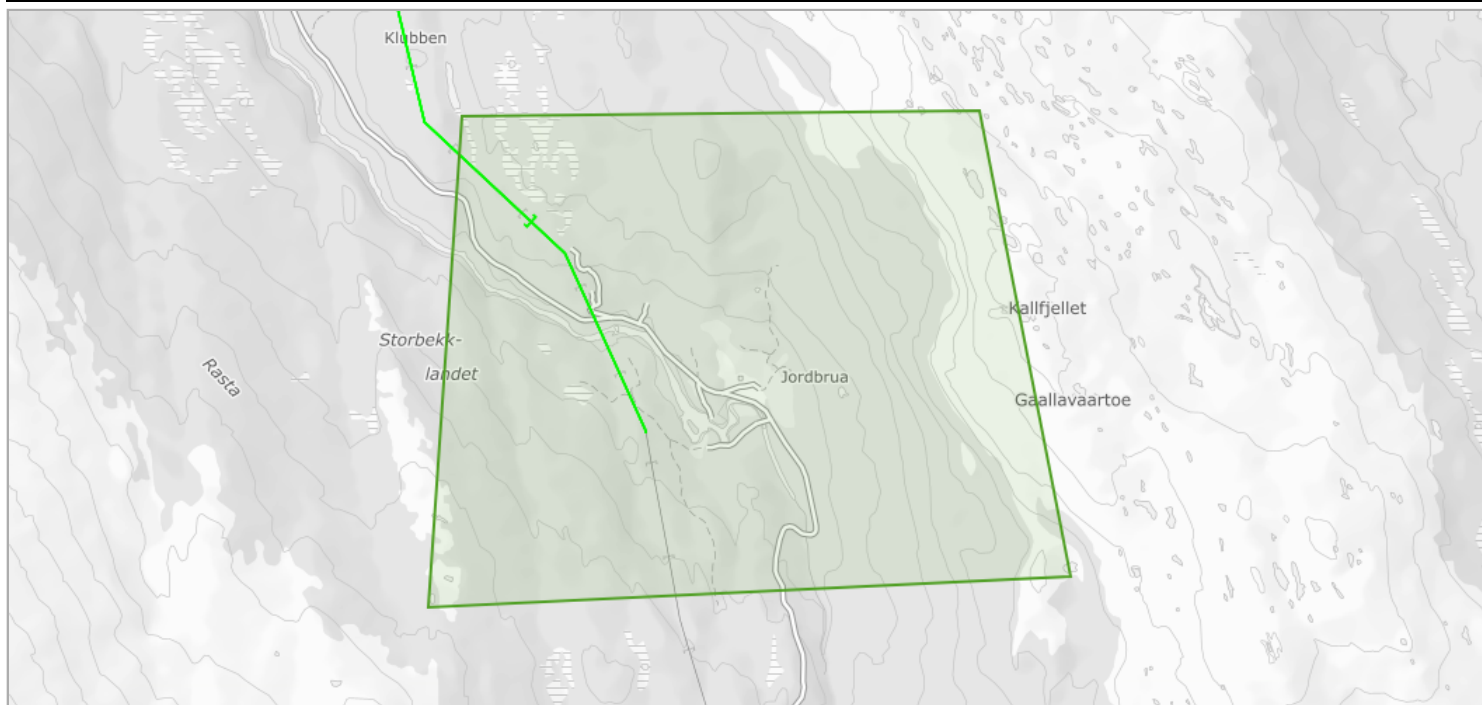 Klubben
Kallfjellet
Storbekk-
landet
Rasta
Jordbrua
Gaallavaartoe